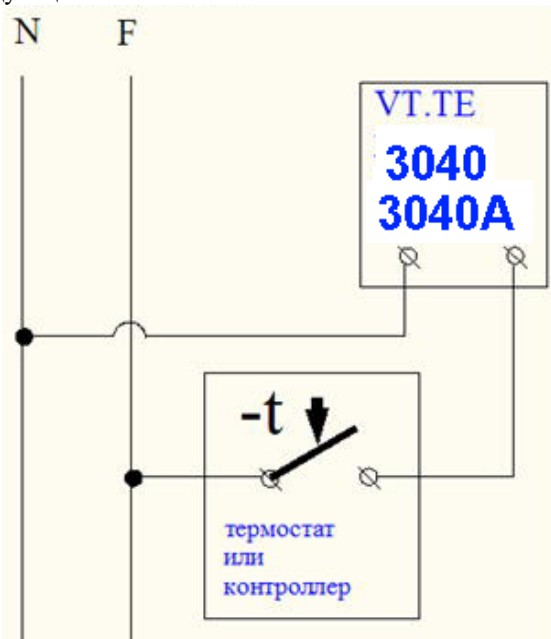 N F
VT.TE
3040
3040A
-t
термостат
или
контроллер